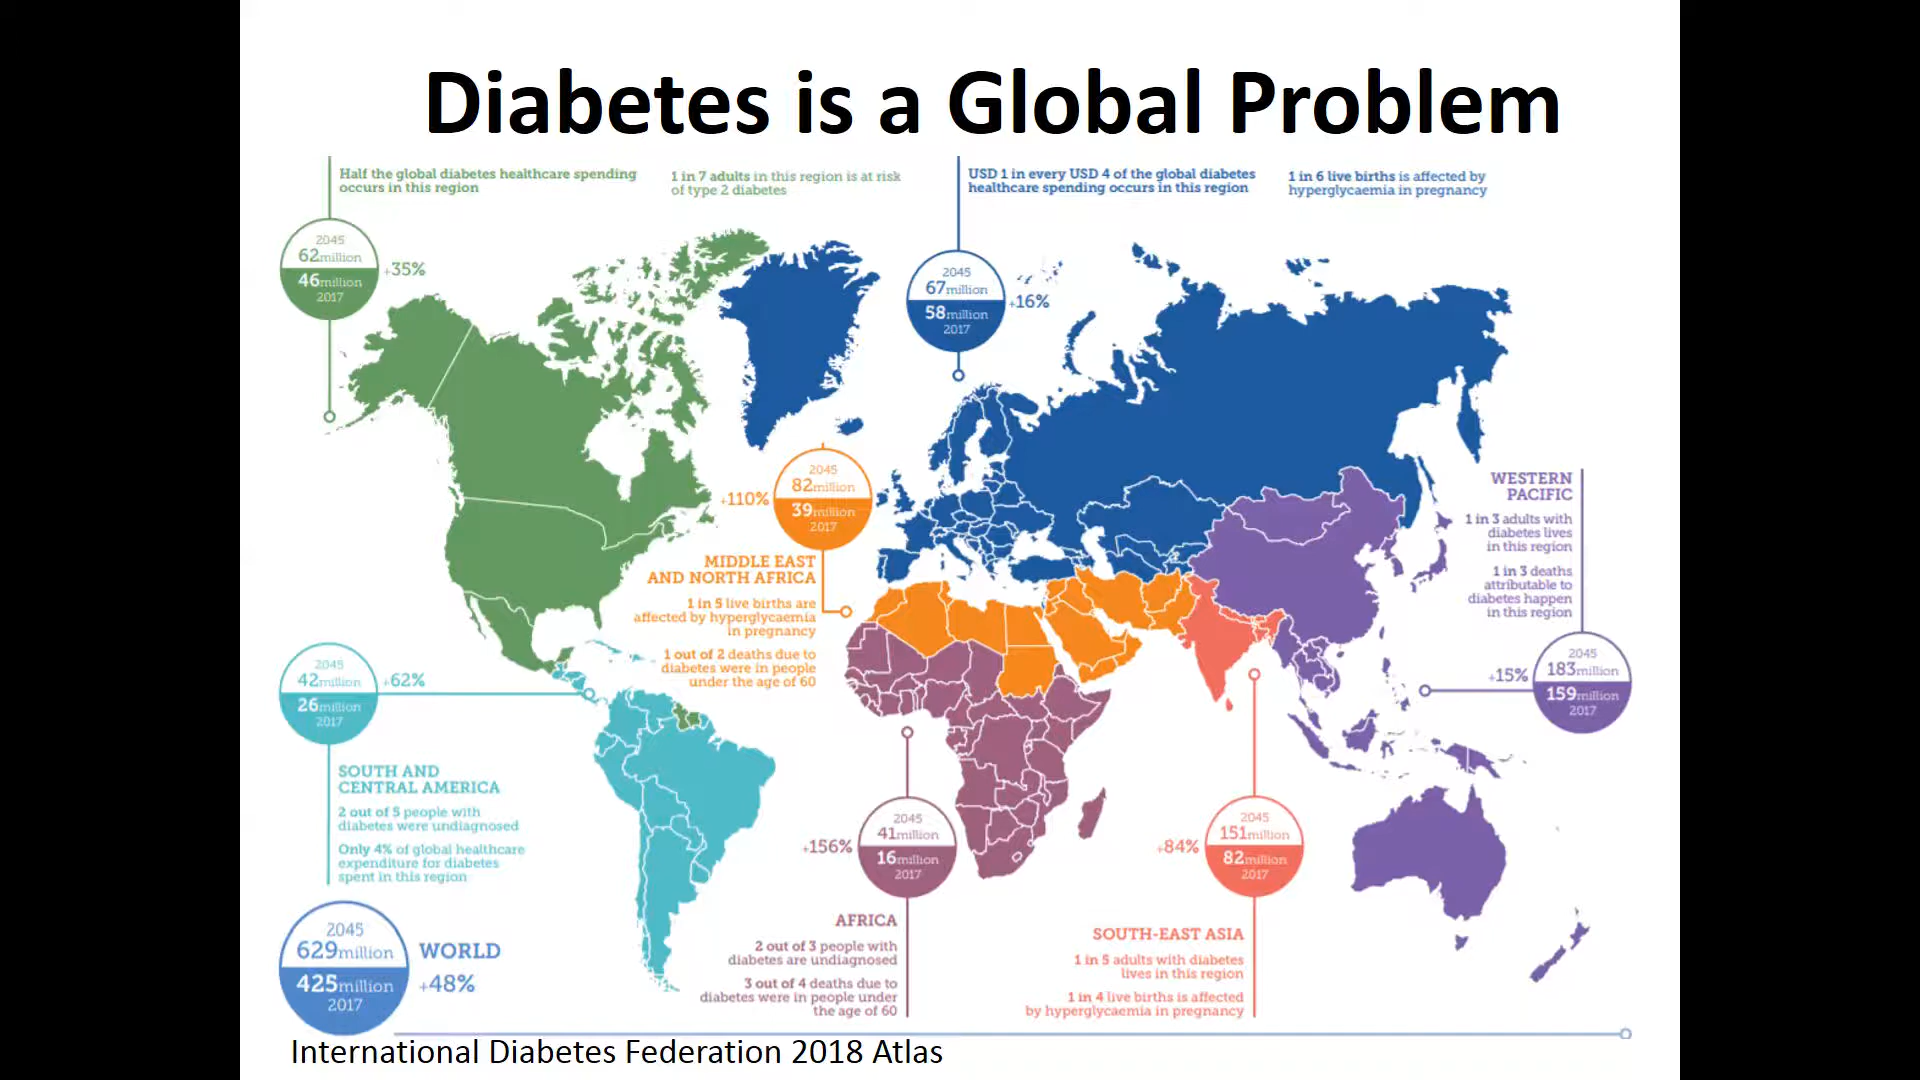 Diabetes is a Global Problem
Half the global diabetes healthcare spending
occurs in this region
1 in 7 adults in this region is at risk
of type 2 diabetes
USD 1 in every USD 4 of the global diabetes
healthcare spending occurs in this region
1 in 6 live births is affected by
hyperglycaemia in pregnancy
2045
62million
46million
2017
+35%
2045
67million
58million
2017
+16%
2045
82million
39million
2017
+110%
MIDDLE EAST
AND NORTH AFRICA
1 in 5 live births are
affected by hyperglycaemia
in pregnancy
1 out of 2 deaths due to
diabetes were in people
under the age of 60
WESTERN
PACIFIC
1 in 3 adults with
diabetes lives
in this region
1 in 3 deaths
attributable to
diabetes happen
in this region
2045
183million
159million
2017
+15%
2045
42million
26million
2017
+62%
SOUTH AND
CENTRAL AMERICA
2 out of 5 people with
diabetes were undiagnosed
Only 4% of global healthcare
expenditure for diabetes
spent in this region
2045
41million
16million
2017
+156%
AFRICA
2 out of 3 people with
diabetes are undiagnosed
3 out of 4 deaths due to
diabetes were in people under
the age of 60
2045
151million
82million
2017
+84%
SOUTH-EAST ASIA
1 in 5 adults with diabetes
lives in this region
1 in 4 live births is affected
by hyperglycaemia in pregnancy
2045
629million
425million
2017
WORLD
+48%
International Diabetes Federation 2018 Atlas